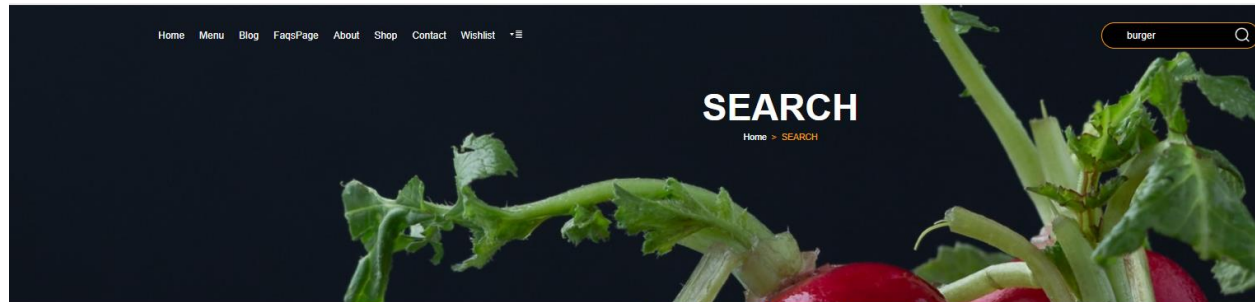 Home Menu Blog FaqsPage About Shop Contact Wishlist
burger
SEARCH
Home > SEARCH